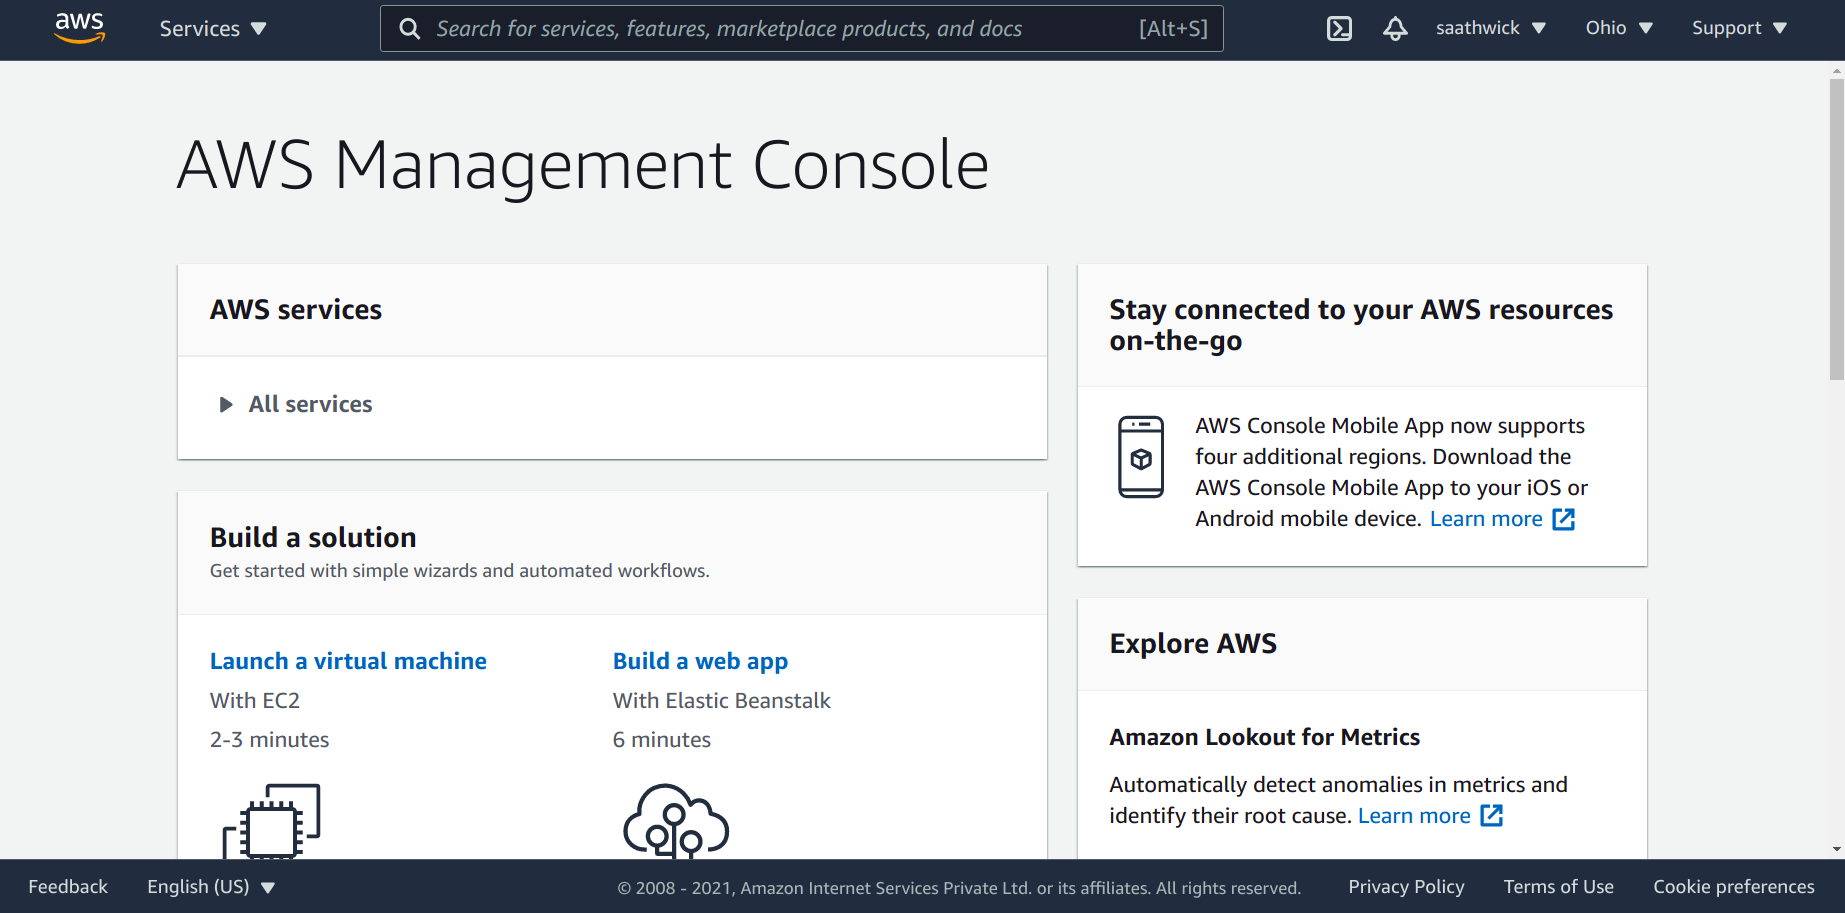 aws
Services
Search for services, features, marketplace products, and docs
[Alt+S]
saathwick
Ohio
Support
AWS Management Console
AWS services
All services
Build a solution
Get started with simple wizards and automated workflows.
Launch a virtual machine
With EC2
2-3 minutes
Build a web app
With Elastic Beanstalk
6 minutes
Stay connected to your AWS resources
on-the-go
AWS Console Mobile App now supports
four additional regions. Download the
AWS Console Mobile App to your iOS or
Android mobile device. Learn more
Explore AWS
Amazon Lookout for Metrics
Automatically detect anomalies in metrics and
identify their root cause. Learn more
Feedback
English (US)
© 2008 - 2021, Amazon Internet Services Private Ltd. or its affiliates. All rights reserved.
Privacy Policy
Terms of Use
Cookie preferences